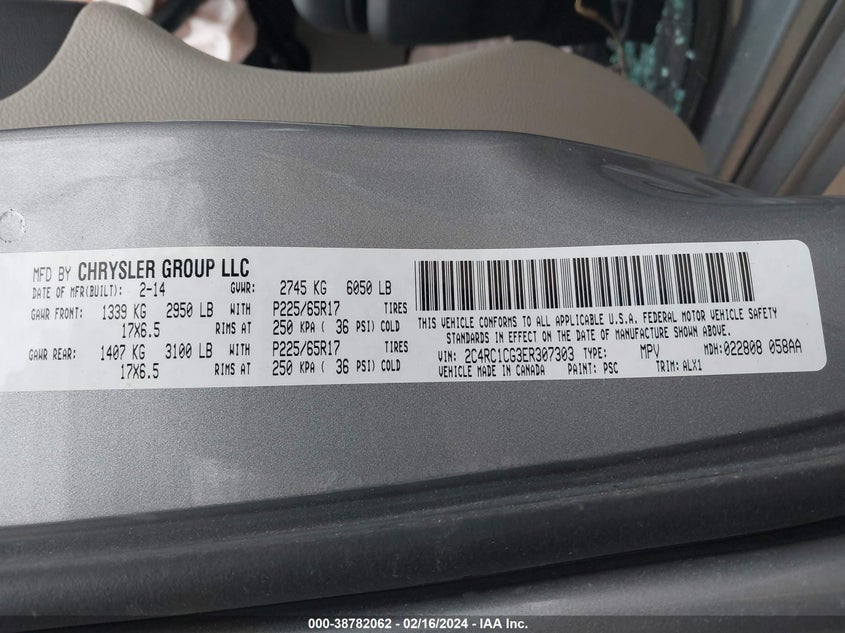 MFD BY CHRYSLER GROUP LLC
DATE OF MFR(BUILT): 2-14 GVWR: 2745 KG 6050 LB
GAWR FRONT: 1339 KG 2950 LB WITH P225/65R17 TIRES
17X6.5 RIMS AT 250 KPA ( 36 PSI) COLD
GAWR REAR: 1407 KG 3100 LB WITH P225/65R17 TIRES
17X6.5 RIMS AT 250 KPA ( 36 PSI) COLD
THIS VEHICLE CONFORMS TO ALL APPLICABLE U.S.A. FEDERAL MOTOR VEHICLE SAFETY
STANDARDS IN EFFECT ON THE DATE OF MANUFACTURE SHOWN ABOVE.
VIN: 2C4RC1CG3ER307303 TYPE: MPV MDH: 022808 058AA
VEHICLE MADE IN CANADA PAINT: PSC TRIM: ALX1
000-38782062 - 02/16/2024 - IAA Inc.